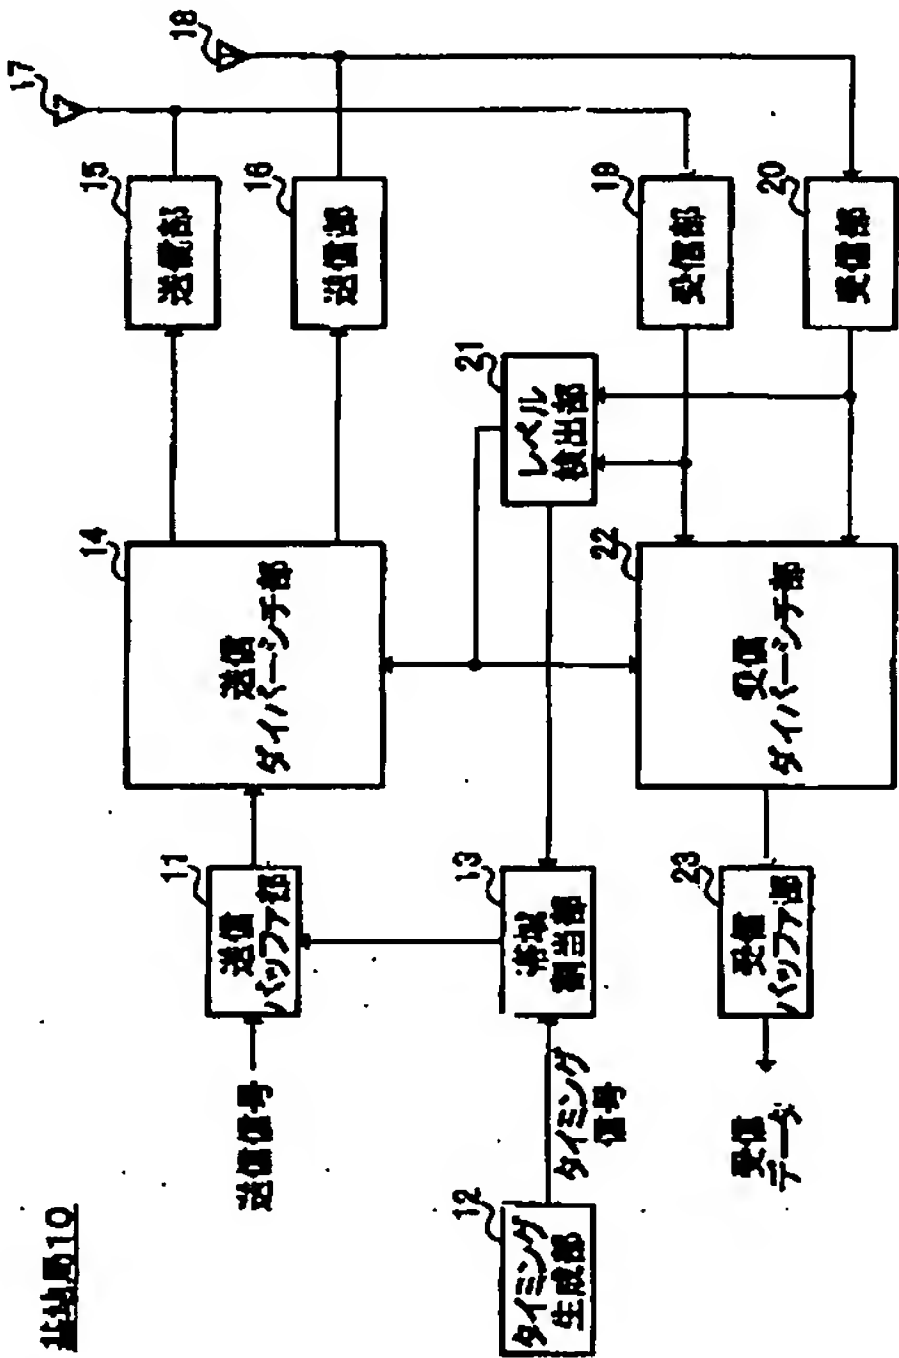 基地局10
17
18
15
送信部
16
送信部
19
受信部
20
受信部
21
レベル
検出部
14
送信
ダイバーシチ部
22
受信
ダイバーシチ部
11
送信
バッファ部
13
帯域
割当部
23
受信
バッファ部
送信信号
タイミング
信号
受信
データ
12
タイミング
生成部